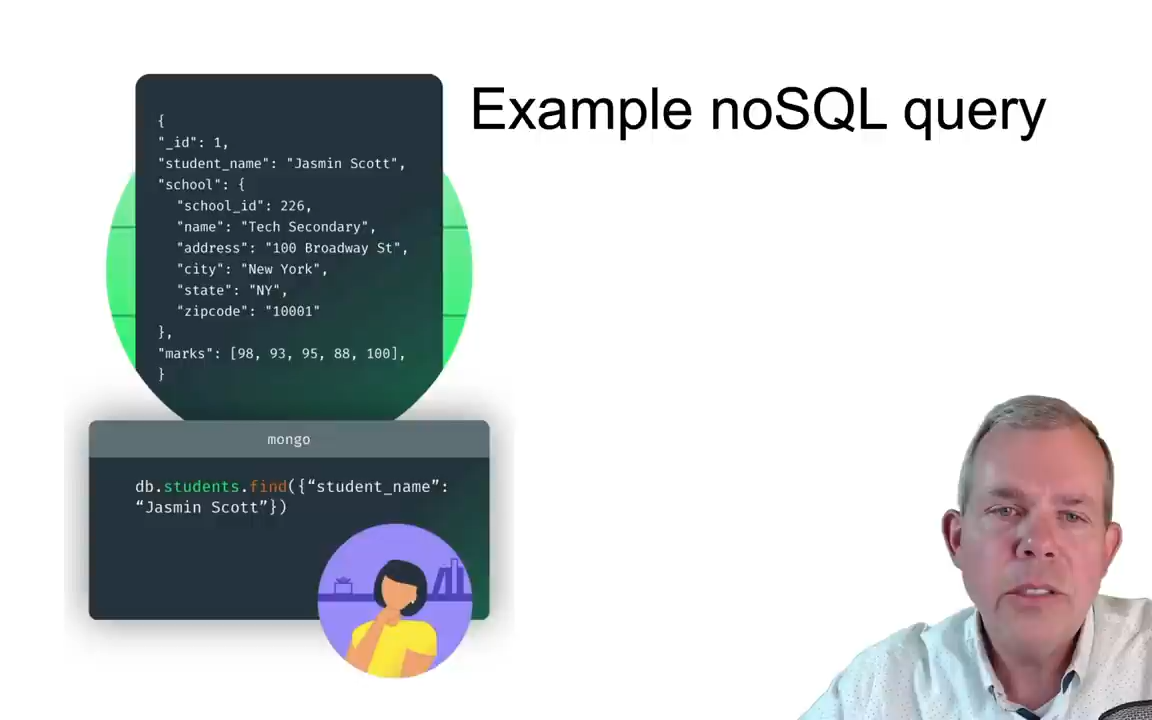 Example noSQL query
{
"_id": 1,
"student_name": "Jasmin Scott",
"school": {
"school_id": 226,
"name": "Tech Secondary",
"address": "100 Broadway St",
"city": "New York",
"state": "NY",
"zipcode": "10001"
},
"marks": [98, 93, 95, 88, 100],
}
mongo
db.students.find({“student_name”:
“Jasmin Scott”})